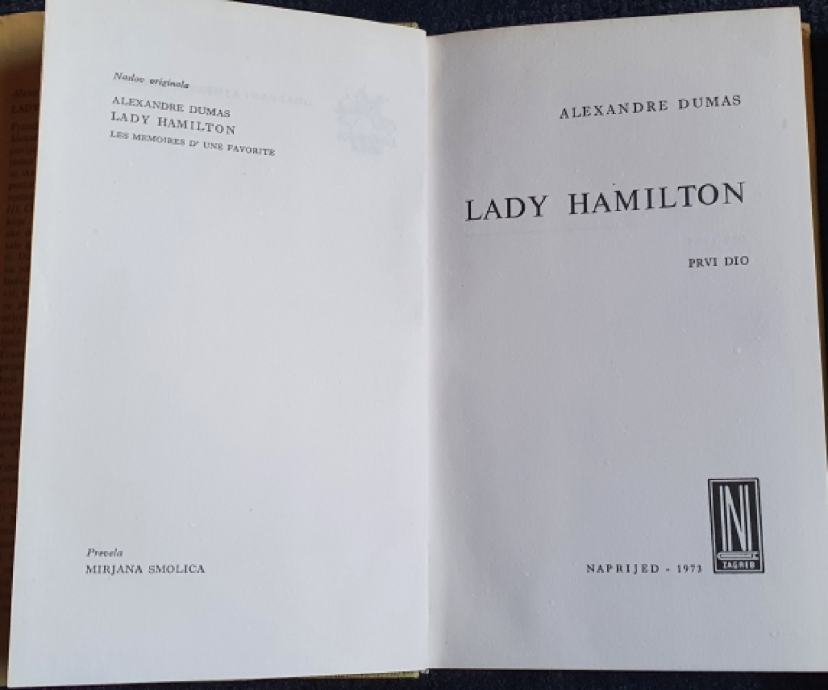 Naslov originala
ALEXANDRE DUMAS
LADY HAMILTON
LES MEMOIRES D' UNE FAVORITE
Prevela
MIRJANA SMOLICA
ALEXANDRE DUMAS
LADY HAMILTON
PRVI DIO
NAPRIJED - 1973
ZAGREB